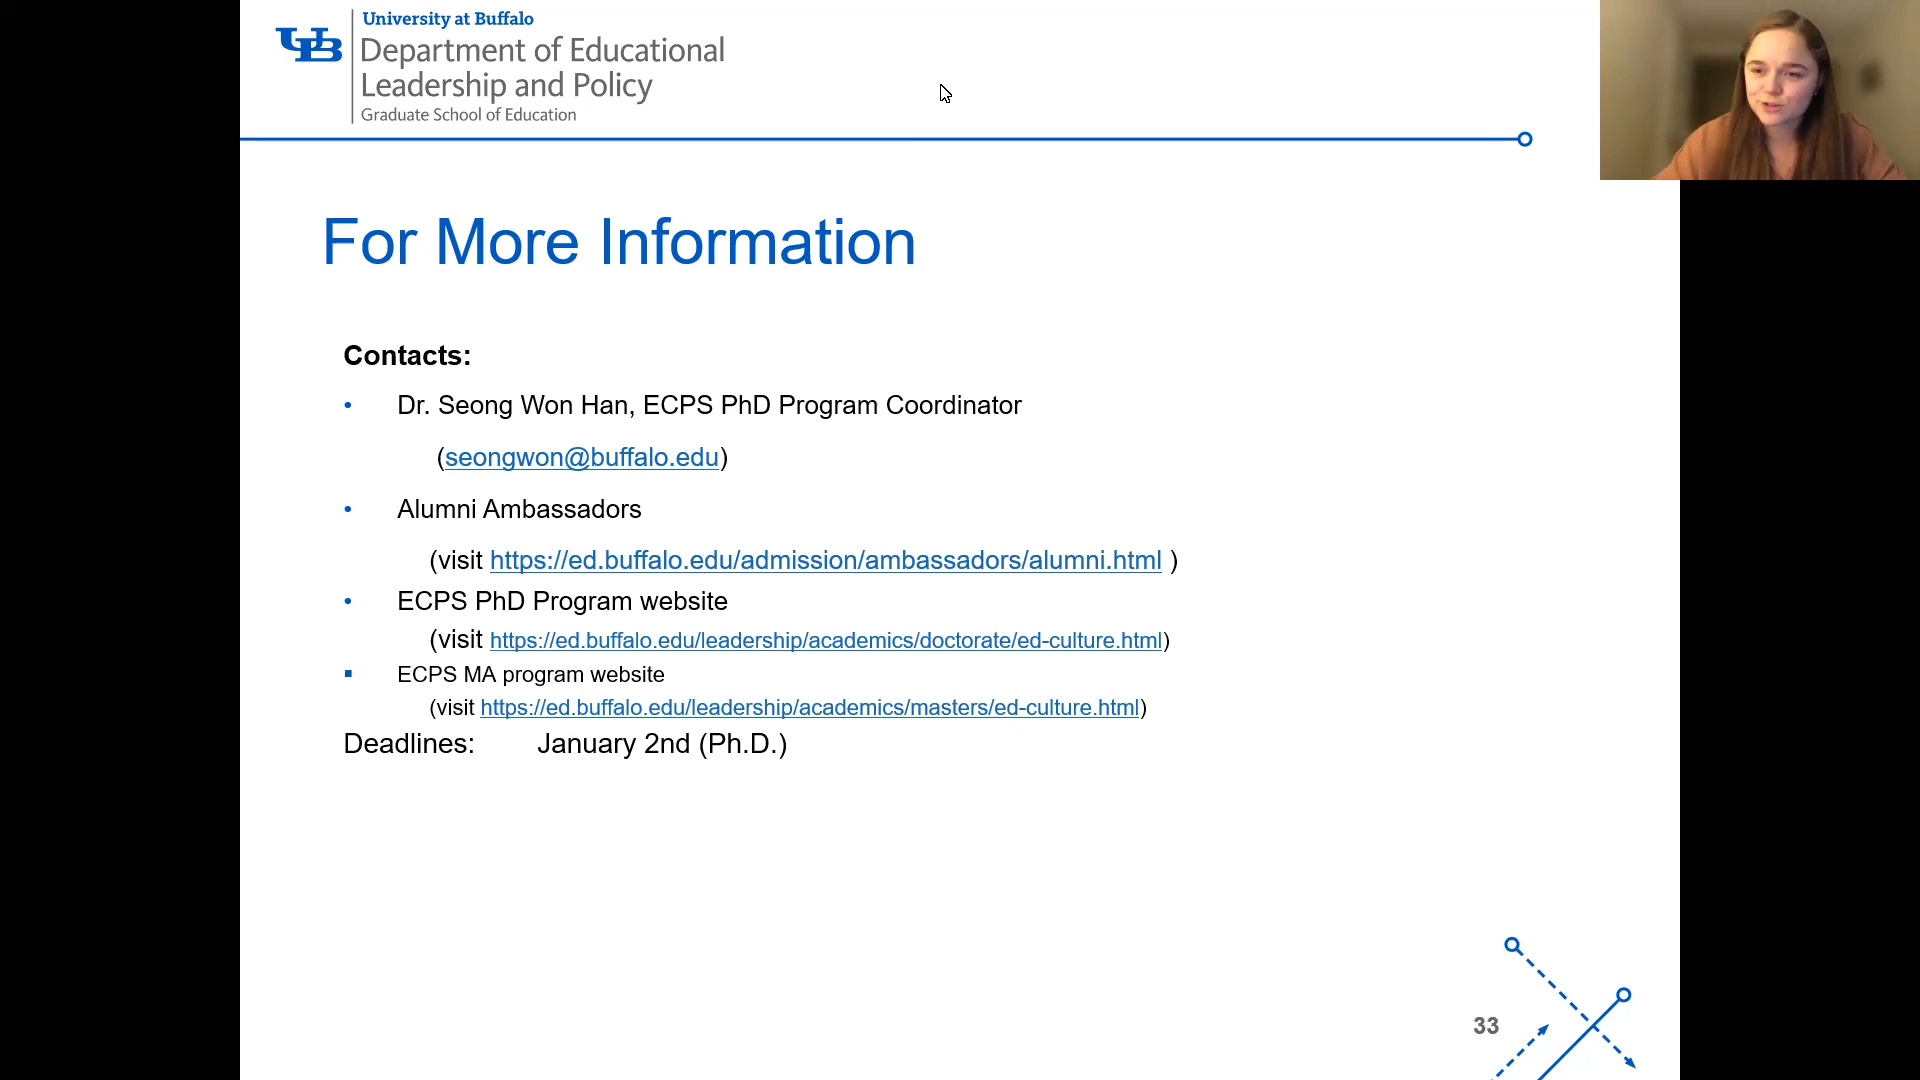 University at Buffalo
UB
Department of Educational
Leadership and Policy
Graduate School of Education
For More Information
Contacts:
• Dr. Seong Won Han, ECPS PhD Program Coordinator
(seongwon@buffalo.edu)
• Alumni Ambassadors
(visit https://ed.buffalo.edu/admission/ambassadors/alumni.html )
• ECPS PhD Program website
(visit https://ed.buffalo.edu/leadership/academics/doctorate/ed-culture.html)
▪ ECPS MA program website
(visit https://ed.buffalo.edu/leadership/academics/masters/ed-culture.html)
Deadlines: January 2nd (Ph.D.)
33